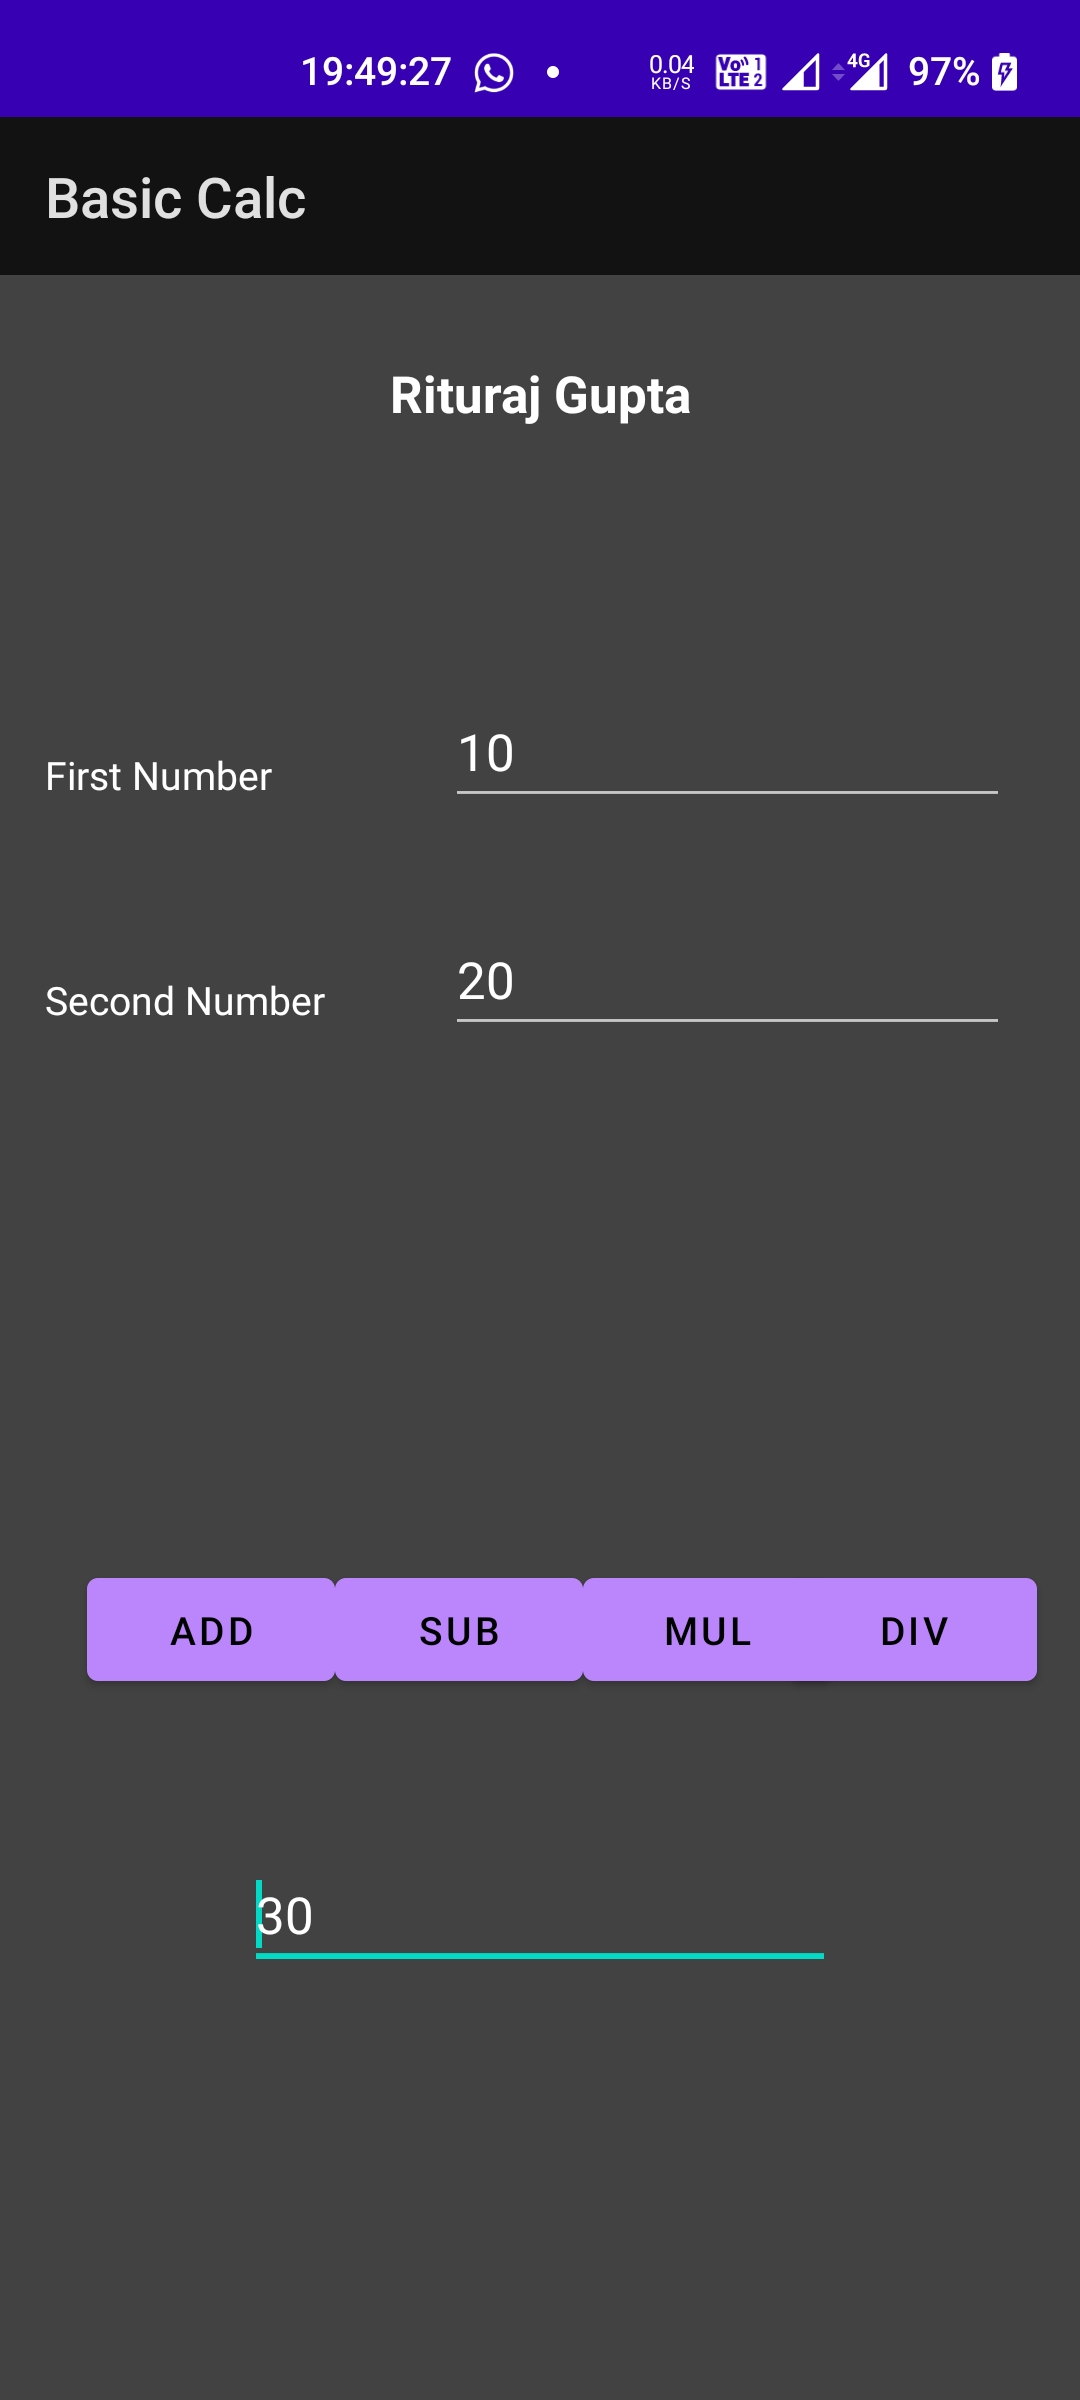 19:49:27 0.04 KB/S Vo)) 1 LTE 2 4G 97%
Basic Calc
Rituraj Gupta
First Number 10
Second Number 20
ADD SUB MUL DIV
30